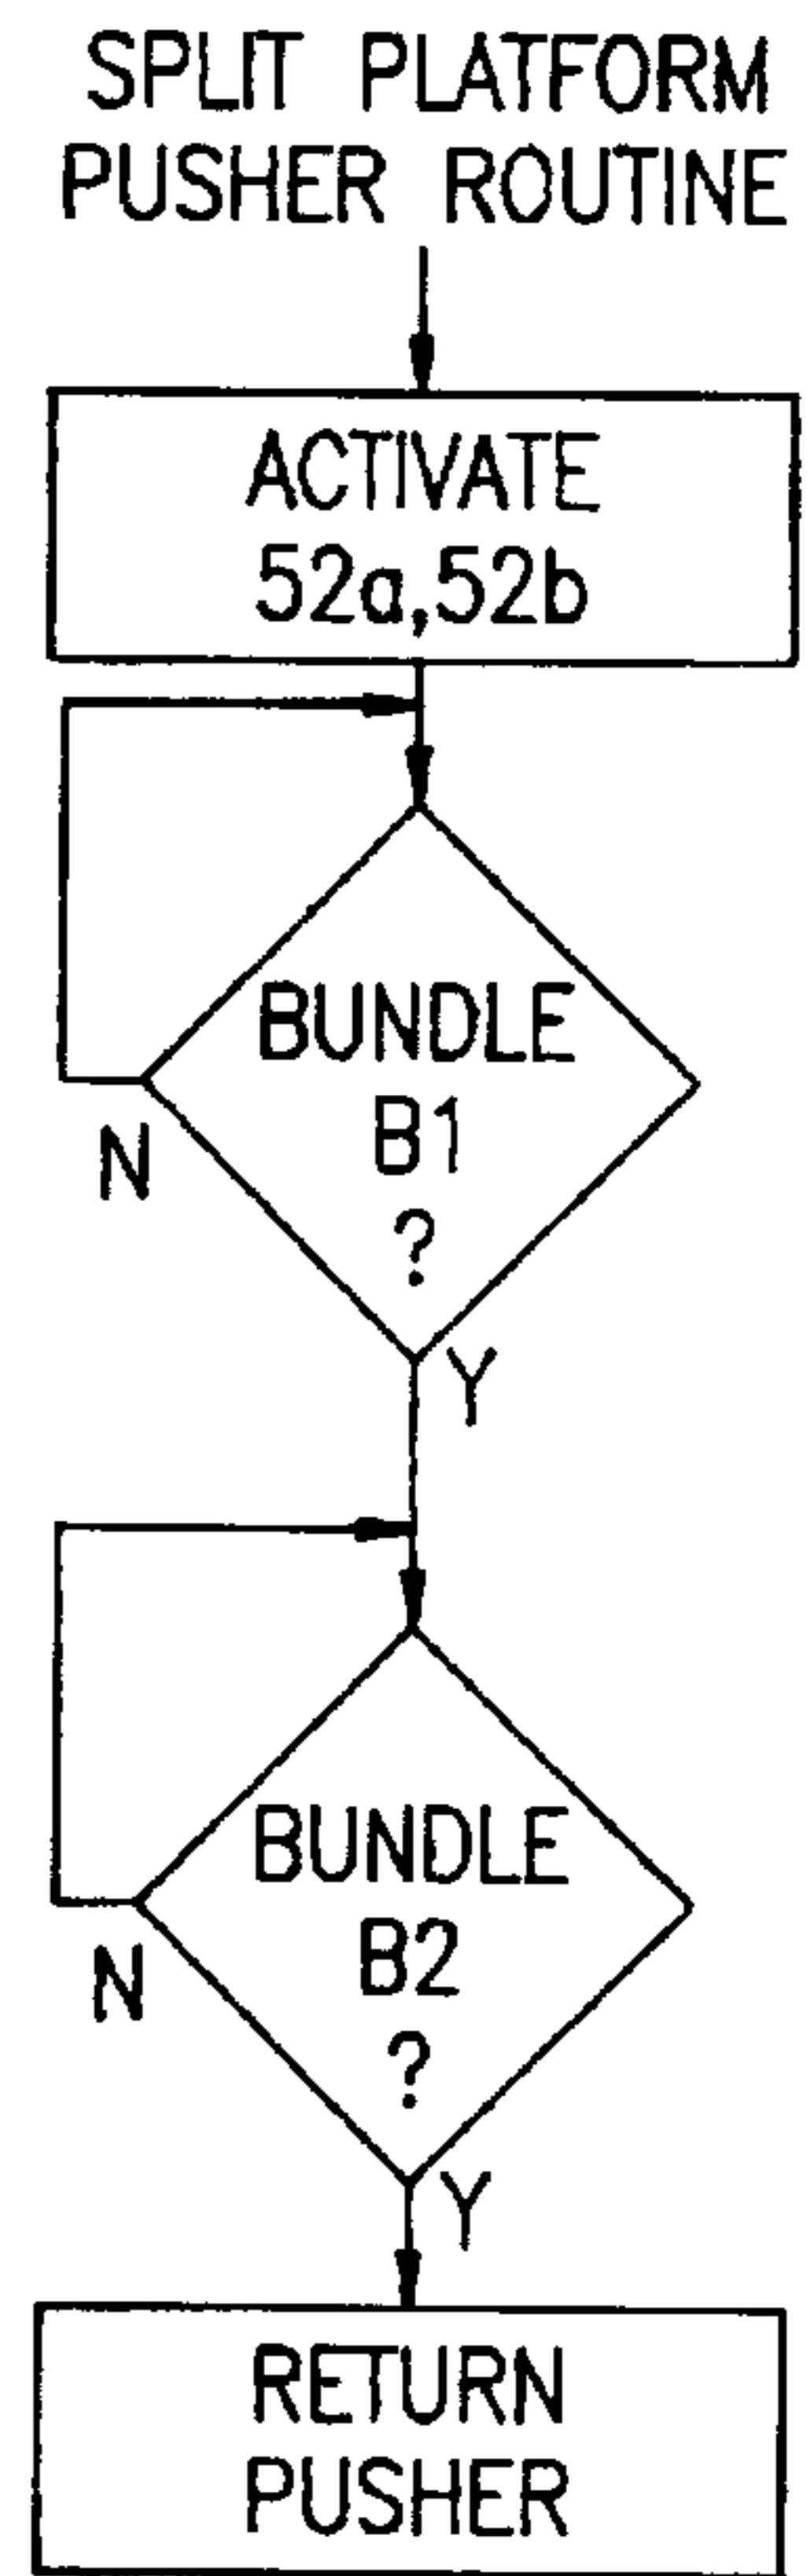 SPLIT PLATFORM
PUSHER ROUTINE
ACTIVATE
52a,52b
BUNDLE
B1
?
N
Y
BUNDLE
B2
?
N
Y
RETURN
PUSHER